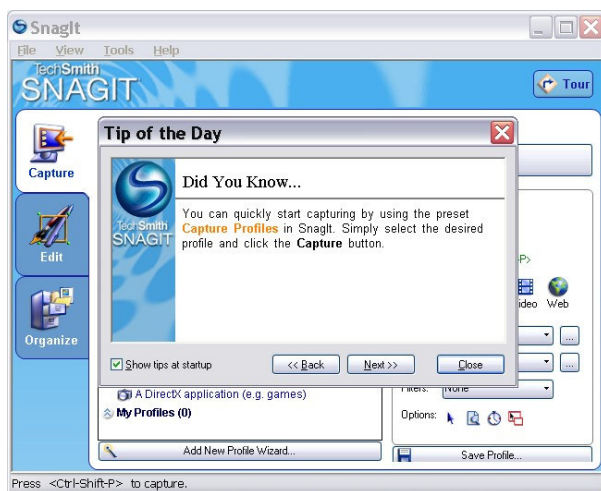 SnagIt
File View Tools Help
TechSmith
SNAGIT
Tour
Capture
Edit
Organize
Tip of the Day
TechSmith
SNAGIT
Did You Know...
You can quickly start capturing by using the preset
Capture Profiles in SnagIt. Simply select the desired
profile and click the Capture button.
Show tips at startup
<< Back
Next >>
Close
P>
ideo Web
...
...
A DirectX application (e.g. games)
My Profiles (0)
Add New Profile Wizard...
Filters: None
Options:
Save Profile...
Press <Ctrl-Shift-P> to capture.